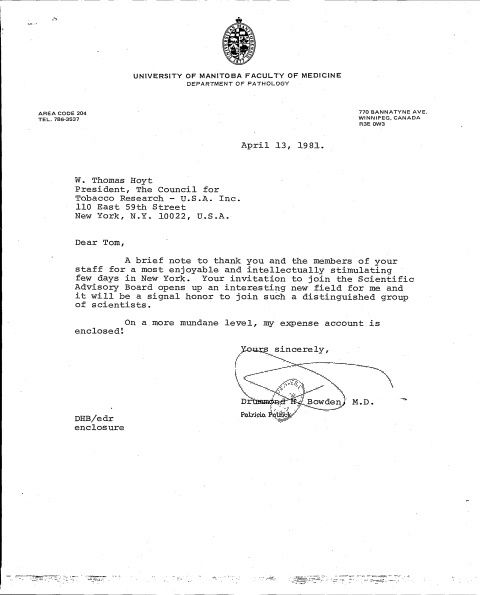 UNIVERSITY OF MANITOBA FACULTY OF MEDICINE
DEPARTMENT OF PATHOLOGY
AREA CODE 204
TEL. 786-3537
770 BANNATYNE AVE.
WINNIPEG, CANADA
R3E 0W3
April 13, 1981.
W. Thomas Hoyt
President, The Council for
Tobacco Research - U.S.A. Inc.
110 East 59th Street
New York, N.Y. 10022, U.S.A.
Dear Tom,
A brief note to thank you and the members of your
staff for a most enjoyable and intellectually stimulating
few days in New York. Your invitation to join the Scientific
Advisory Board opens up an interesting new field for me and
it will be a signal honor to join such a distinguished group
of scientists.
On a more mundane level, my expense account is
enclosed!
Yours sincerely,
Drummond H. Bowden, M.D.
Patricia
DHB/edr
enclosure